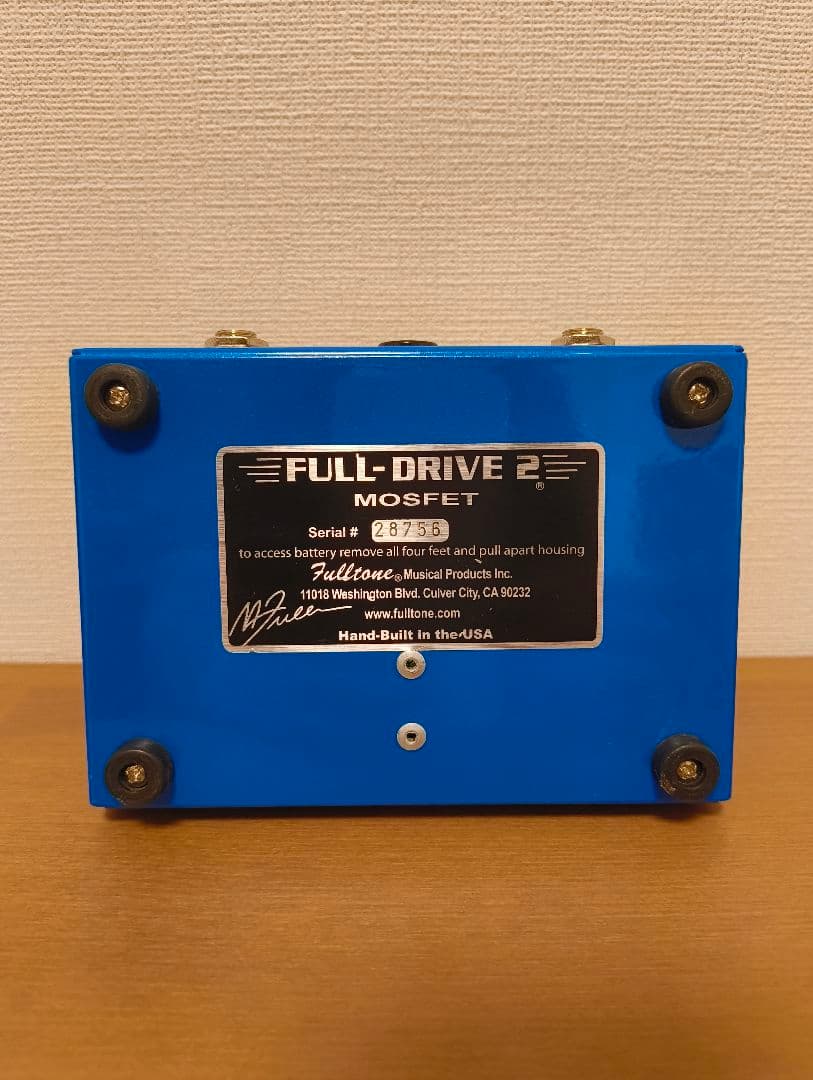 FULL-DRIVE 2®
MOSFET
Serial # 28756
to access battery remove all four feet and pull apart housing
Fulltone® Musical Products Inc.
11018 Washington Blvd. Culver City, CA 90232
M Fuller
www.fulltone.com
Hand-Built in the USA